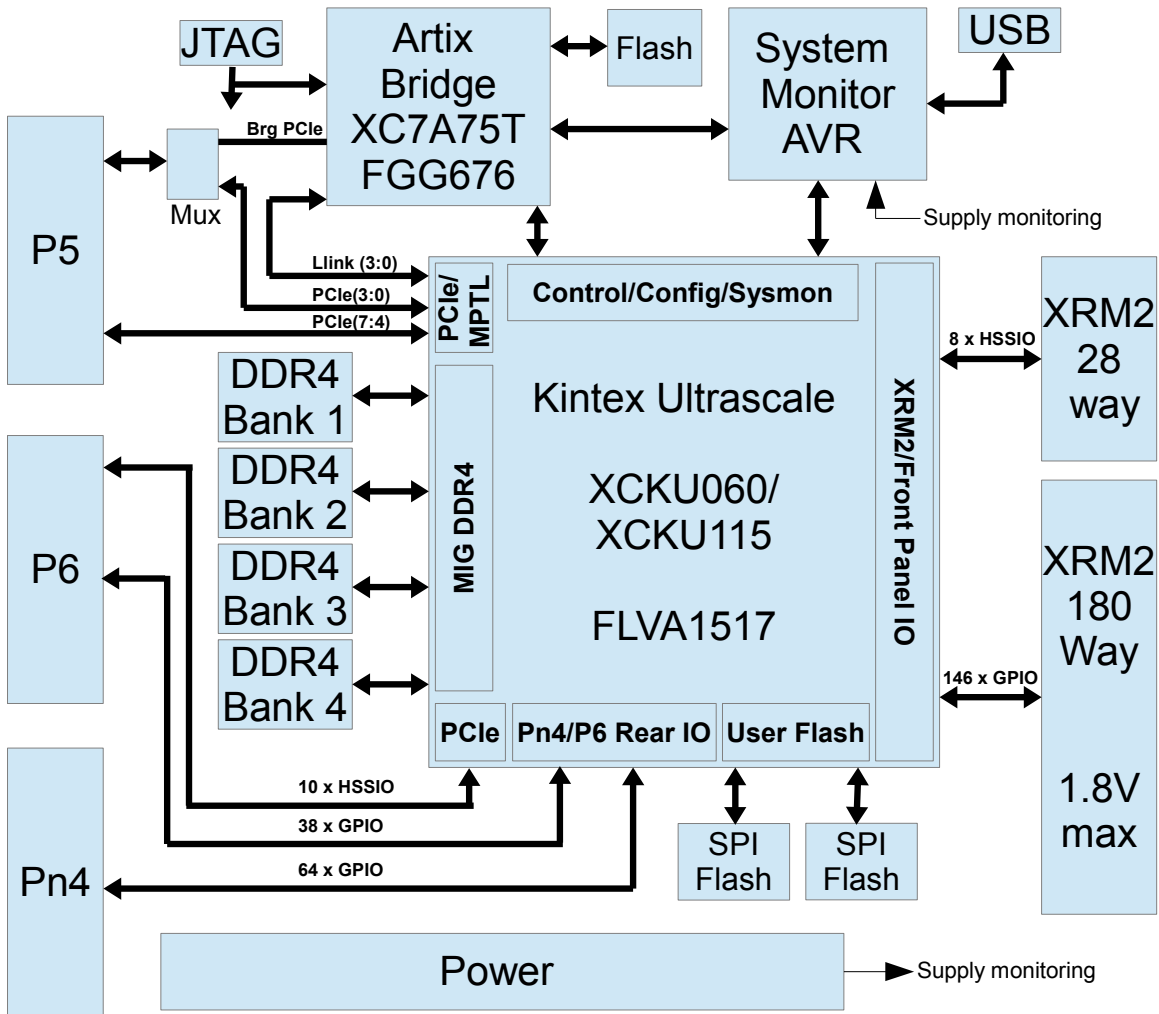 JTAG
Artix
Bridge
XC7A75T
FGG676
Flash
System
Monitor
AVR
USB
Brg PCIe
Mux
Supply monitoring
P5
Llink (3:0)
PCIe(3:0)
PCIe(7:4)
PCIe/
MPTL
Control/Config/Sysmon
XRM2/Front Panel IO
8 x HSSIO
XRM2
28
way
DDR4
Bank 1
DDR4
Bank 2
DDR4
Bank 3
DDR4
Bank 4
MIG DDR4
Kintex Ultrascale
XCKU060/
XCKU115
FLVA1517
P6
XRM2
180
Way
1.8V
max
146 x GPIO
PCIe
Pn4/P6 Rear IO
User Flash
10 x HSSIO
38 x GPIO
64 x GPIO
SPI
Flash
SPI
Flash
Pn4
Power
Supply monitoring